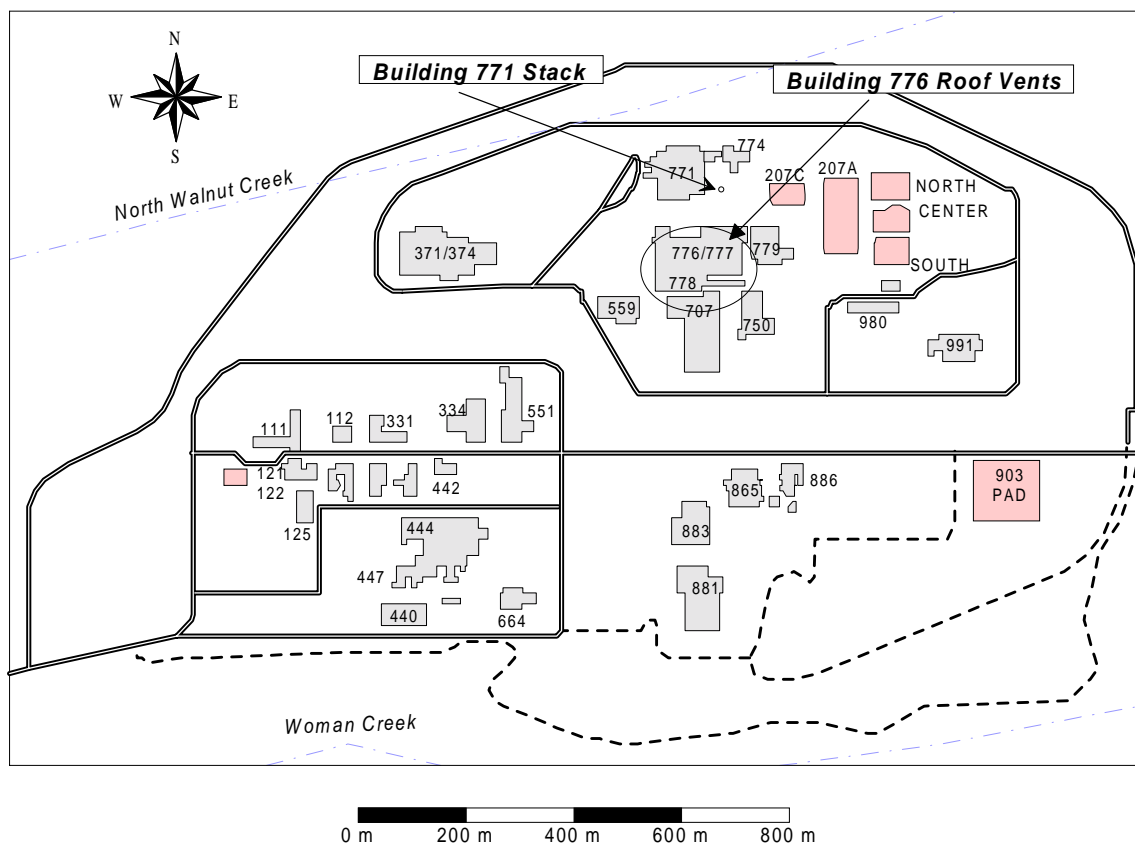 N
W E
S
Building 771 Stack
Building 776 Roof Vents
North Walnut Creek
774
771
207C
207A
NORTH
CENTER
SOUTH
371/374
776/777
779
778
559
707
750
980
991
111
112
331
334
551
121
122
125
442
444
447
440
664
865
886
883
881
903
PAD
Woman Creek
0 m 200 m 400 m 600 m 800 m